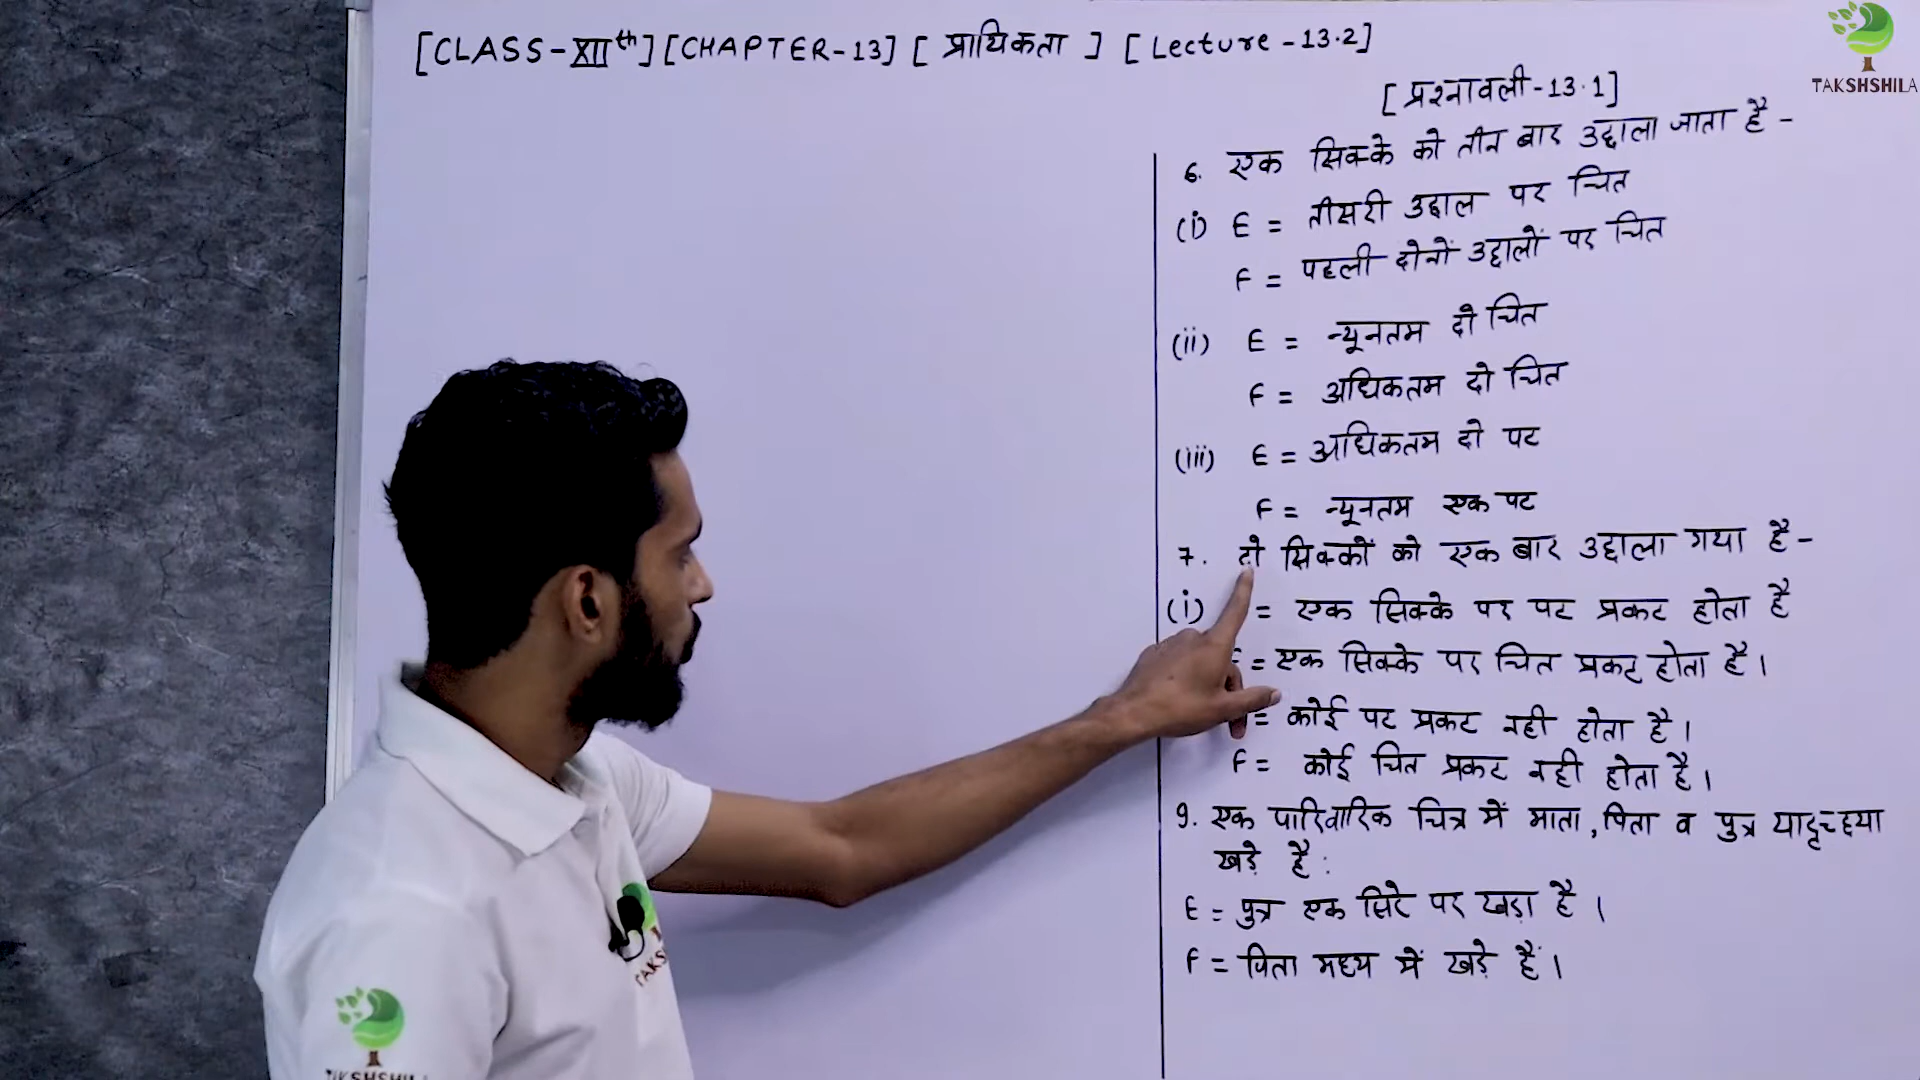 [CLASS-XIIth] [CHAPTER-13] [ प्रायिकता ] [ Lecture -13.2]
TAKSHSHILA
[ प्रश्नावली-13.1]
6. एक सिक्के को तीन बार उछाला जाता है -
(i) E = तीसरी उछाल पर चित
F = पहली दोनों उछालों पर चित
(ii) E = न्यूनतम दो चित
F = अधिकतम दो चित
(iii) E = अधिकतम दो पट
F = न्यूनतम एक पट
7. दो सिक्कों को एक बार उछाला गया है -
(i) = एक सिक्के पर पट प्रकट होता है
F = एक सिक्के पर चित प्रकट होता है।
= कोई पट प्रकट नही होता है।
F = कोई चित प्रकट नही होता है।
9. एक पारिवारिक चित्र में माता, पिता व पुत्र यादृच्छया
खड़े है :
E = पुत्र एक सिरे पर खड़ा है।
F = पिता मध्य में खड़े हैं।
TAKS
TAKSHSHILA